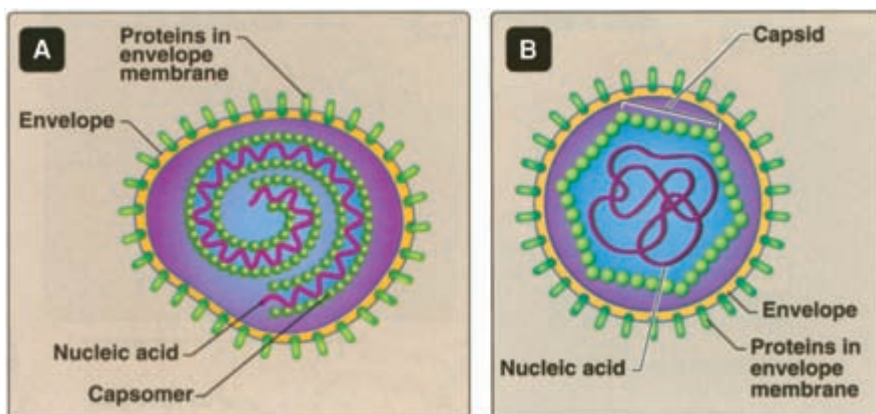 A
Proteins in
envelope
membrane
Envelope
Nucleic acid
Capsomer
B
Capsid
Envelope
Proteins in
envelope
membrane
Nucleic acid